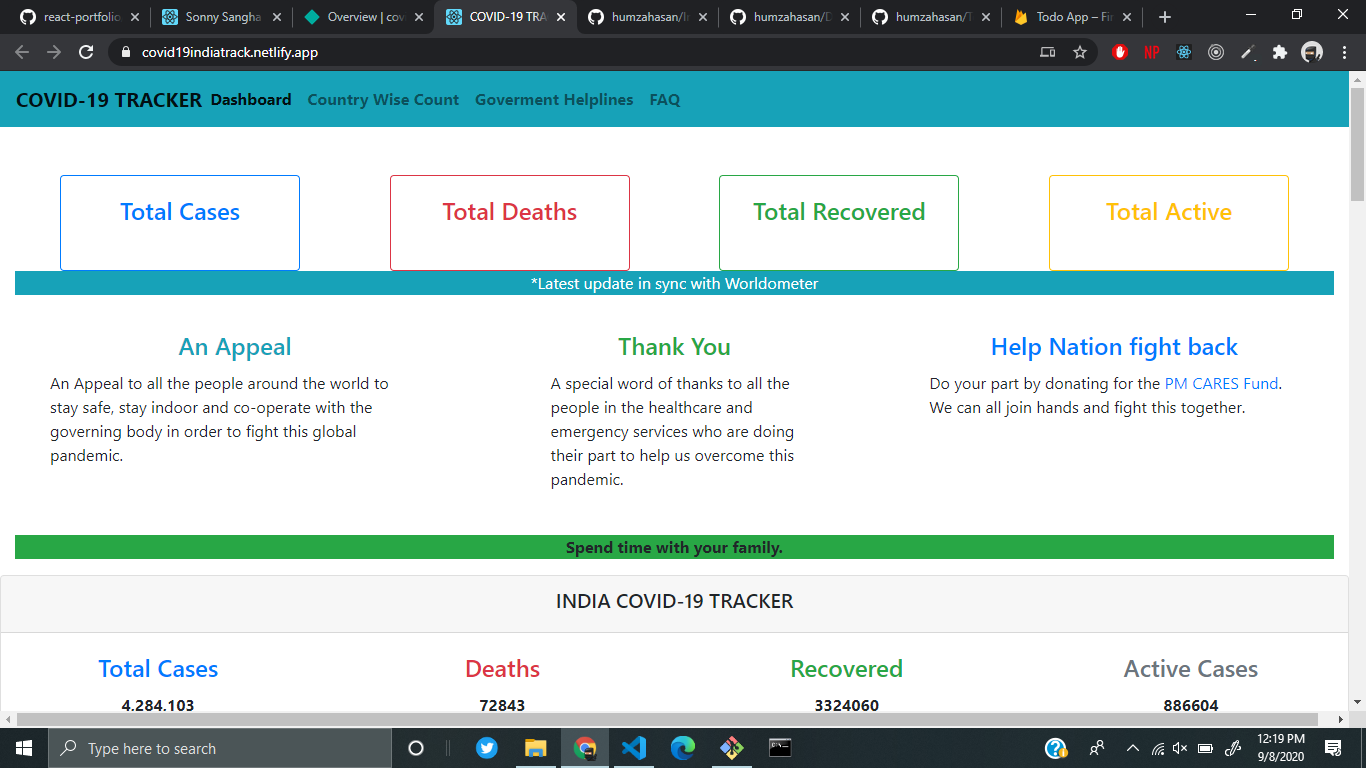 react-portfolio
Sonny Sangha
Overview | cov
COVID-19 TRA
humzahasan/In
humzahasan/D
humzahasan/T
Todo App – Fir
covid19indiatrack.netlify.app
NP
COVID-19 TRACKER Dashboard Country Wise Count Goverment Helplines FAQ
Total Cases
Total Deaths
Total Recovered
Total Active
*Latest update in sync with Worldometer
An Appeal
An Appeal to all the people around the world to
stay safe, stay indoor and co-operate with the
governing body in order to fight this global
pandemic.
Thank You
A special word of thanks to all the
people in the healthcare and
emergency services who are doing
their part to help us overcome this
pandemic.
Help Nation fight back
Do your part by donating for the PM CARES Fund.
We can all join hands and fight this together.
Spend time with your family.
INDIA COVID-19 TRACKER
Total Cases
4,284,103
Deaths
72843
Recovered
3324060
Active Cases
886604
Type here to search
12:19 PM
9/8/2020